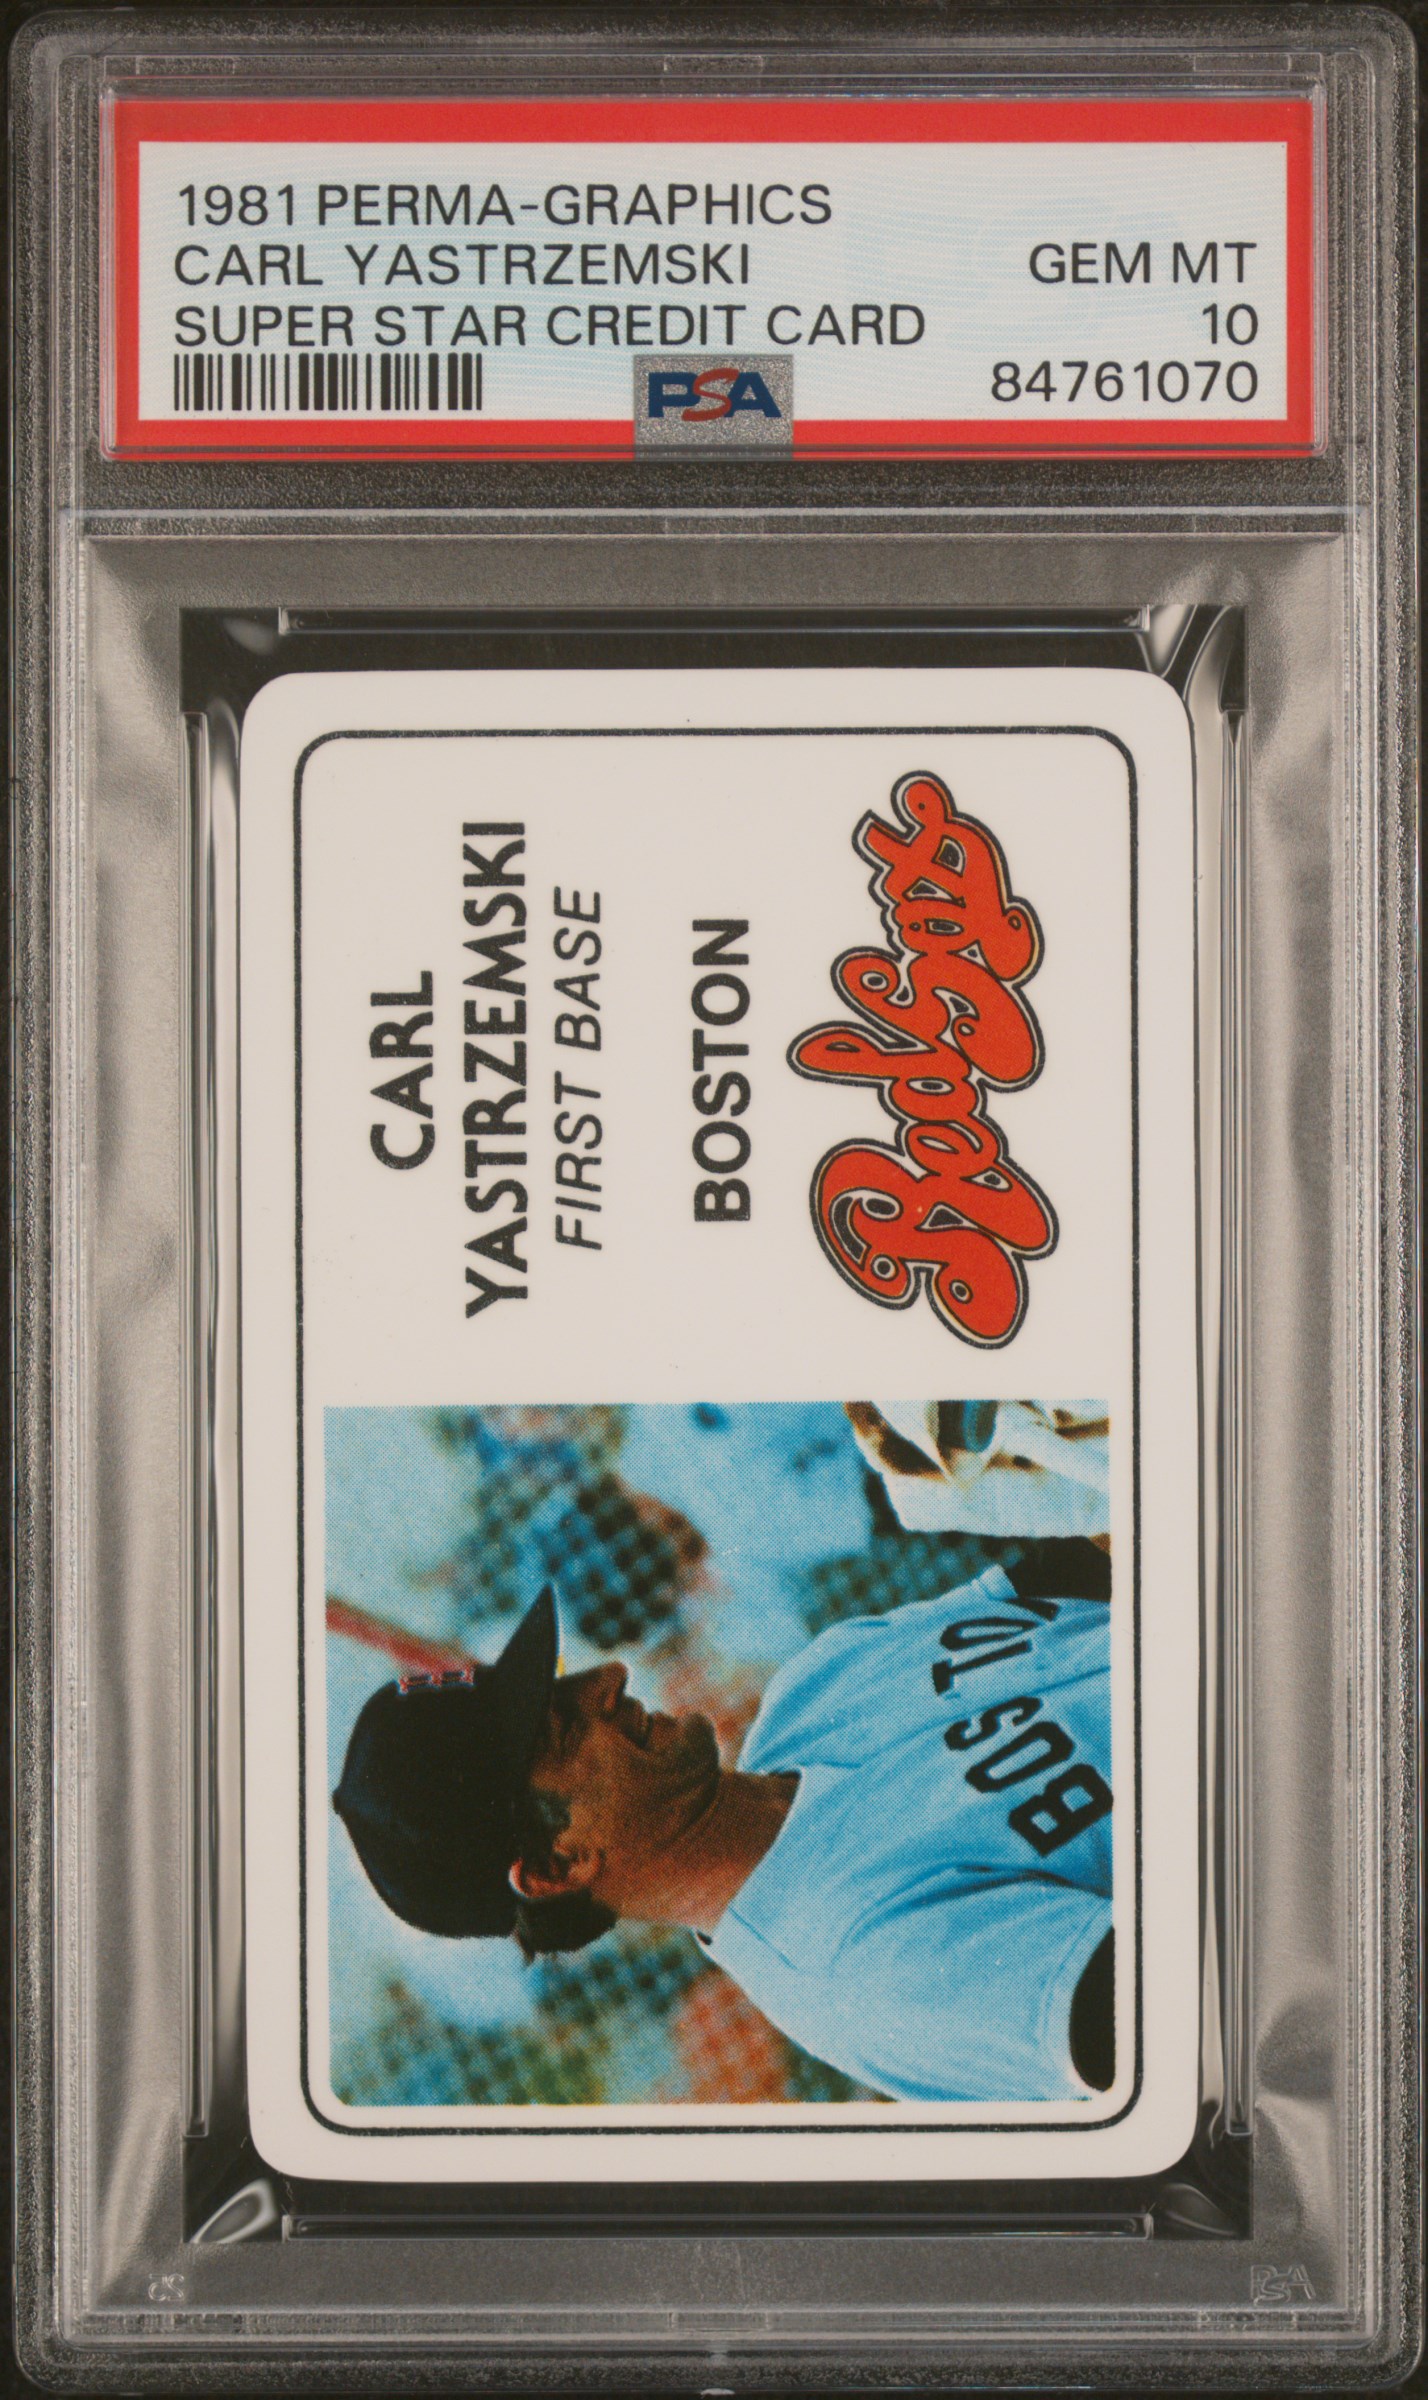 1981 PERMA-GRAPHICS
CARL YASTRZEMSKI GEM MT
SUPER STAR CREDIT CARD 10
PSA 84761070
CARL
YASTRZEMSKI
FIRST BASE
BOSTON
Red Sox
B
BOSTON
PSA